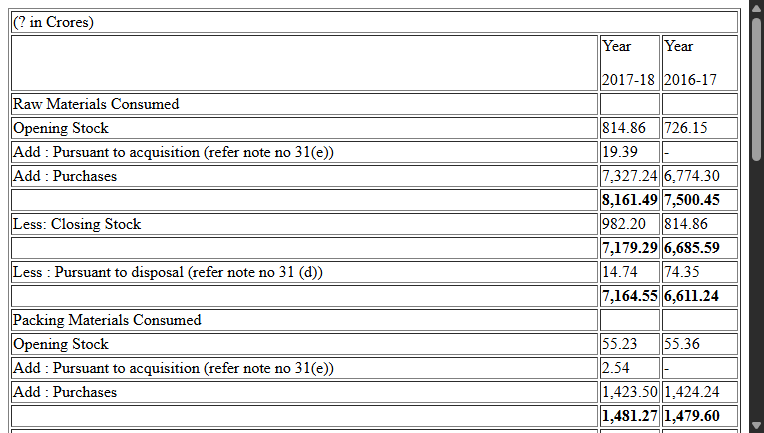 (? in Crores)
Year Year
2017-18 2016-17
Raw Materials Consumed
Opening Stock 814.86 726.15
Add : Pursuant to acquisition (refer note no 31(e)) 19.39 -
Add : Purchases 7,327.24 6,774.30
8,161.49 7,500.45
Less: Closing Stock 982.20 814.86
7,179.29 6,685.59
Less : Pursuant to disposal (refer note no 31 (d)) 14.74 74.35
7,164.55 6,611.24
Packing Materials Consumed
Opening Stock 55.23 55.36
Add : Pursuant to acquisition (refer note no 31(e)) 2.54 -
Add : Purchases 1,423.50 1,424.24
1,481.27 1,479.60